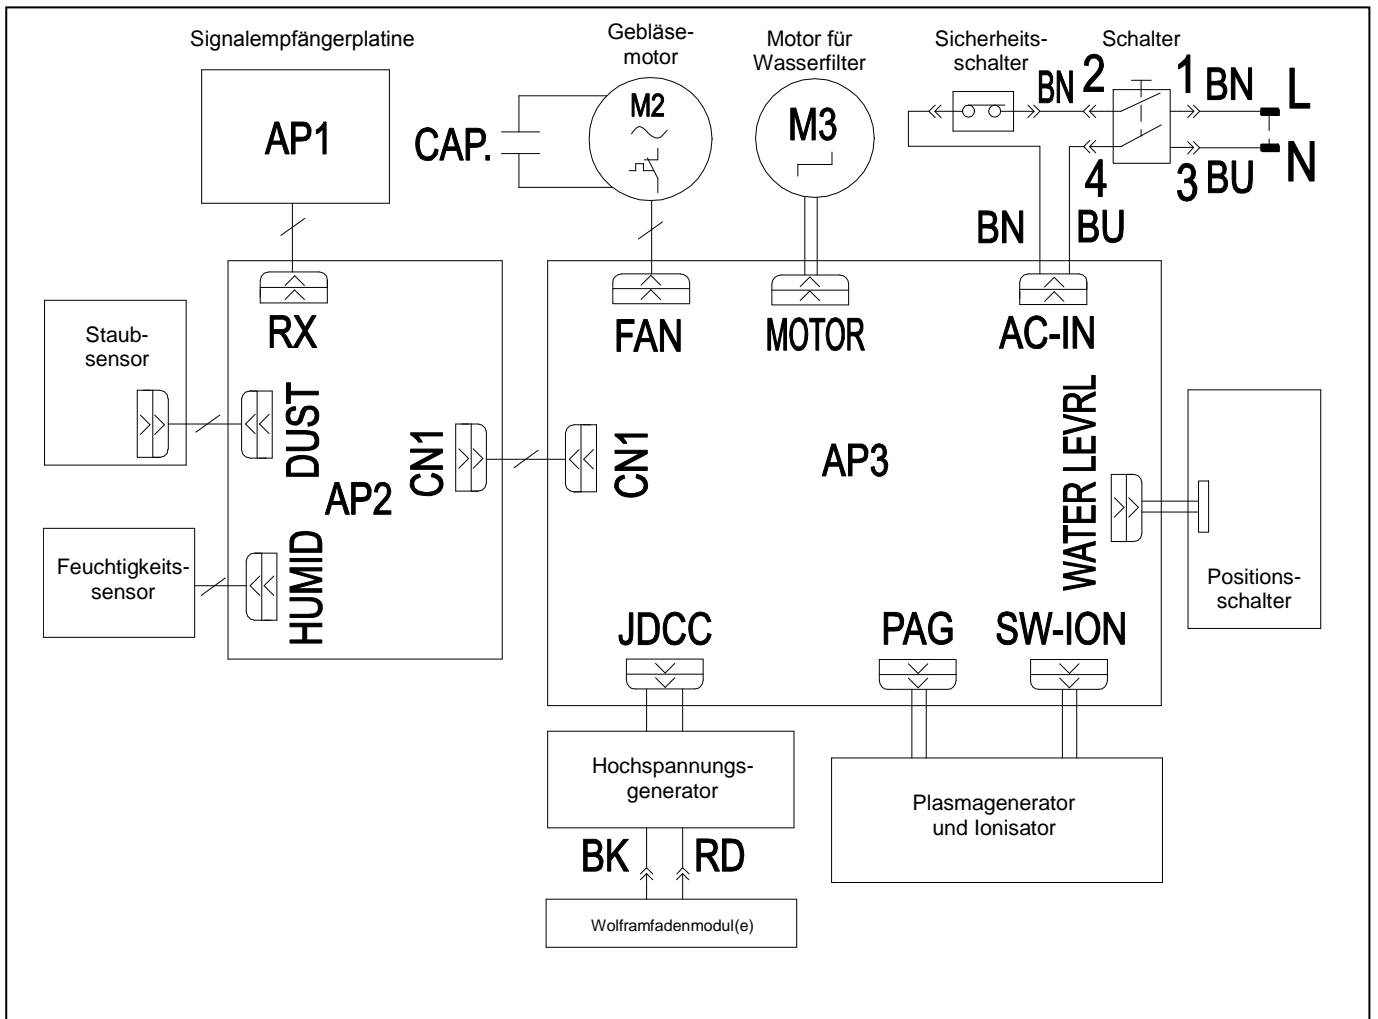 Signalempfängerplatine
AP1
CAP.
Gebläse-
motor
M2
Motor für
Wasserfilter
M3
Sicherheits-
schalter
Schalter
BN
2
1
BN
L
4
3
BU
N
BN
BU
RX
FAN
MOTOR
AC-IN
Staub-
sensor
DUST
CN1
CN1
AP2
AP3
WATER LEVRL
Feuchtigkeits-
sensor
HUMID
Positions-
schalter
JDCC
PAG
SW-ION
Hochspannungs-
generator
Plasmagenerator
und Ionisator
BK
RD
Wolframfadenmodul(e)